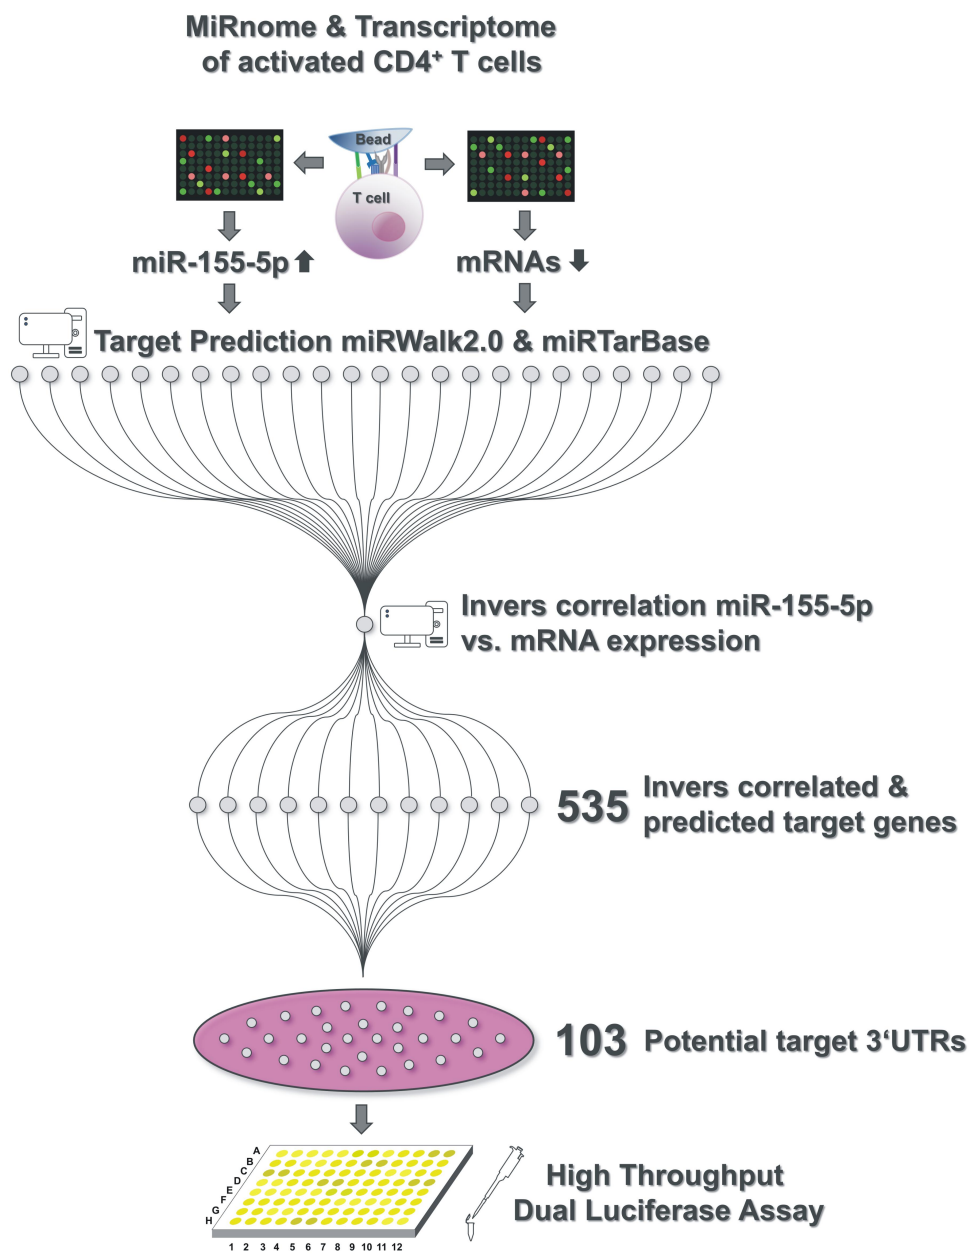 MiRnome & Transcriptome
of activated CD4⁺ T cells
Bead
T cell
miR-155-5p
mRNAs
Target Prediction miRWalk2.0 & miRTarBase
Invers correlation miR-155-5p
vs. mRNA expression
535
Invers correlated &
predicted target genes
103 Potential target 3‘UTRs
A
B
C
D
E
F
G
H
1 2 3 4 5 6 7 8 9 10 11 12
High Throughput
Dual Luciferase Assay